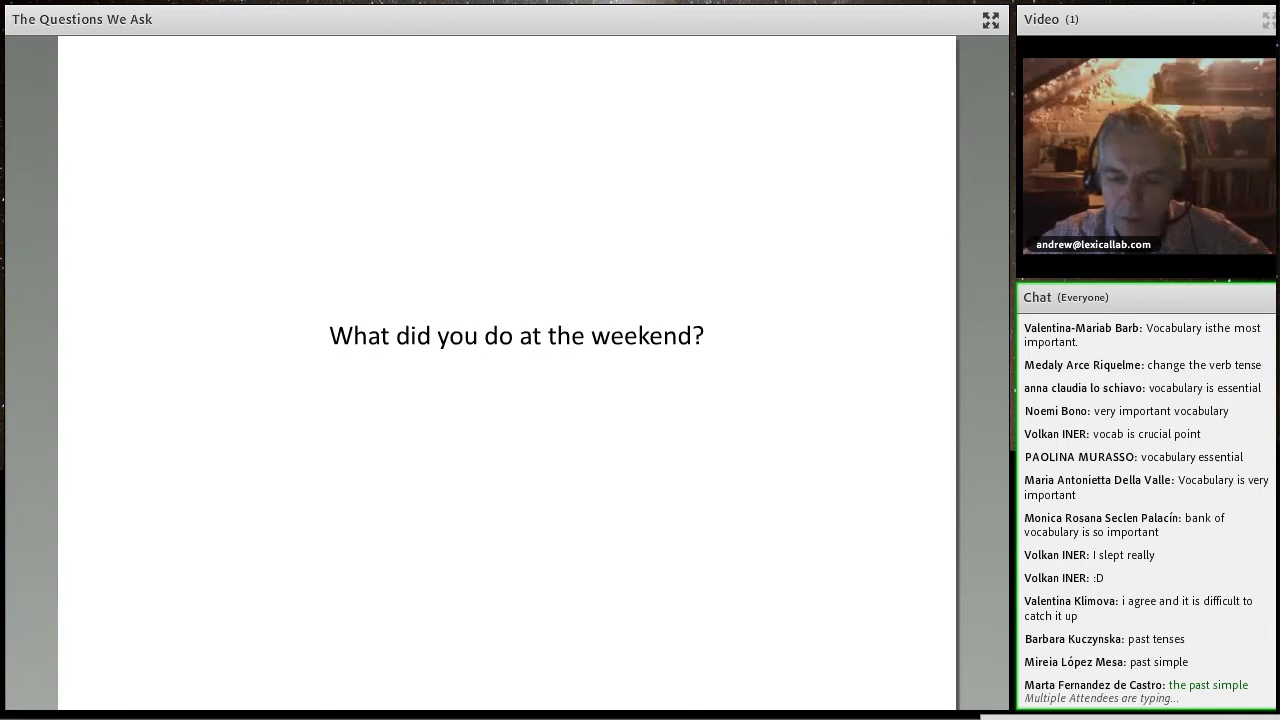 The Questions We Ask
What did you do at the weekend?
Video (1)
andrew@lexicallab.com
Chat (Everyone)
Valentina-Mariab Barb: Vocabulary isthe most
important.
Medaly Arce Riquelme: change the verb tense
anna claudia lo schiavo: vocabulary is essential
Noemi Bono: very important vocabulary
Volkan INER: vocab is crucial point
PAOLINA MURASSO: vocabulary essential
Maria Antonietta Della Valle: Vocabulary is very
important
Monica Rosana Seclen Palacín: bank of
vocabulary is so important
Volkan INER: I slept really
Volkan INER: :D
Valentina Klimova: i agree and it is difficult to
catch it up
Barbara Kuczynska: past tenses
Mireia López Mesa: past simple
Marta Fernandez de Castro: the past simple
Multiple Attendees are typing...